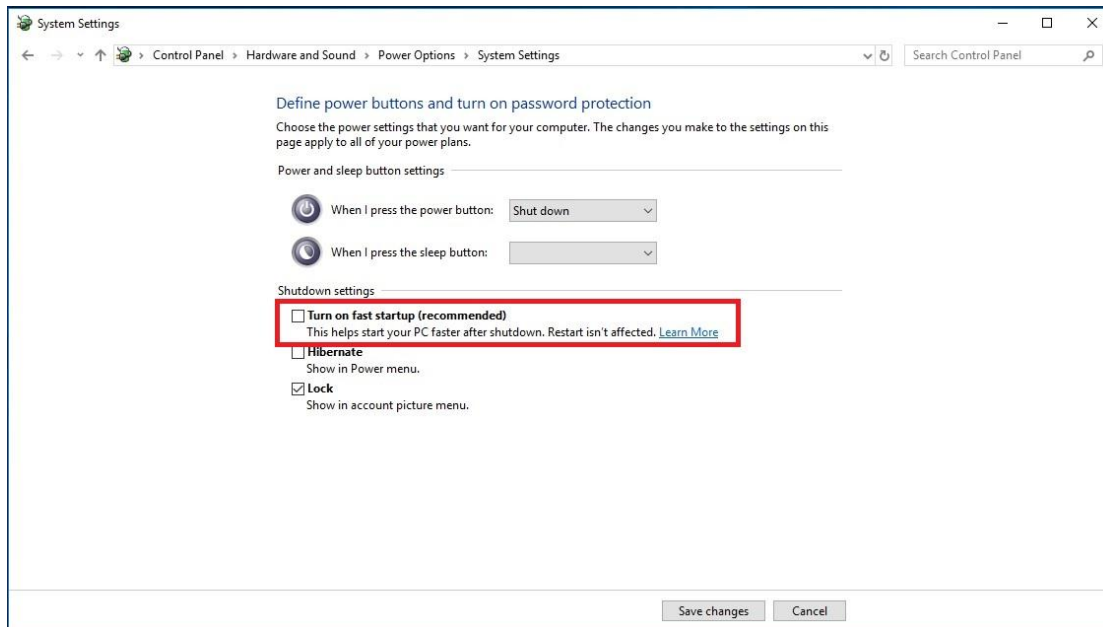 System Settings
Control Panel > Hardware and Sound > Power Options > System Settings
Search Control Panel
Define power buttons and turn on password protection
Choose the power settings that you want for your computer. The changes you make to the settings on this
page apply to all of your power plans.
Power and sleep button settings
When I press the power button: Shut down
When I press the sleep button:
Shutdown settings
Turn on fast startup (recommended)
This helps start your PC faster after shutdown. Restart isn't affected. Learn More
Hibernate
Show in Power menu.
Lock
Show in account picture menu.
Save changes Cancel